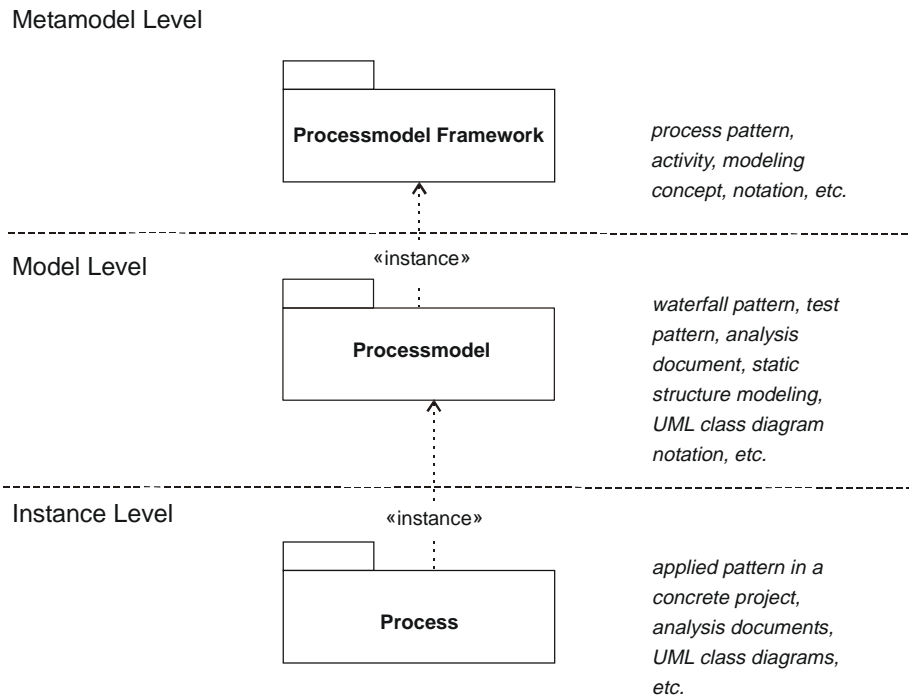 Metamodel Level
Processmodel Framework
process pattern,
activity, modeling
concept, notation, etc.
«instance»
Model Level
Processmodel
waterfall pattern, test
pattern, analysis
document, static
structure modeling,
UML class diagram
notation, etc.
Instance Level
«instance»
Process
applied pattern in a
concrete project,
analysis documents,
UML class diagrams,
etc.